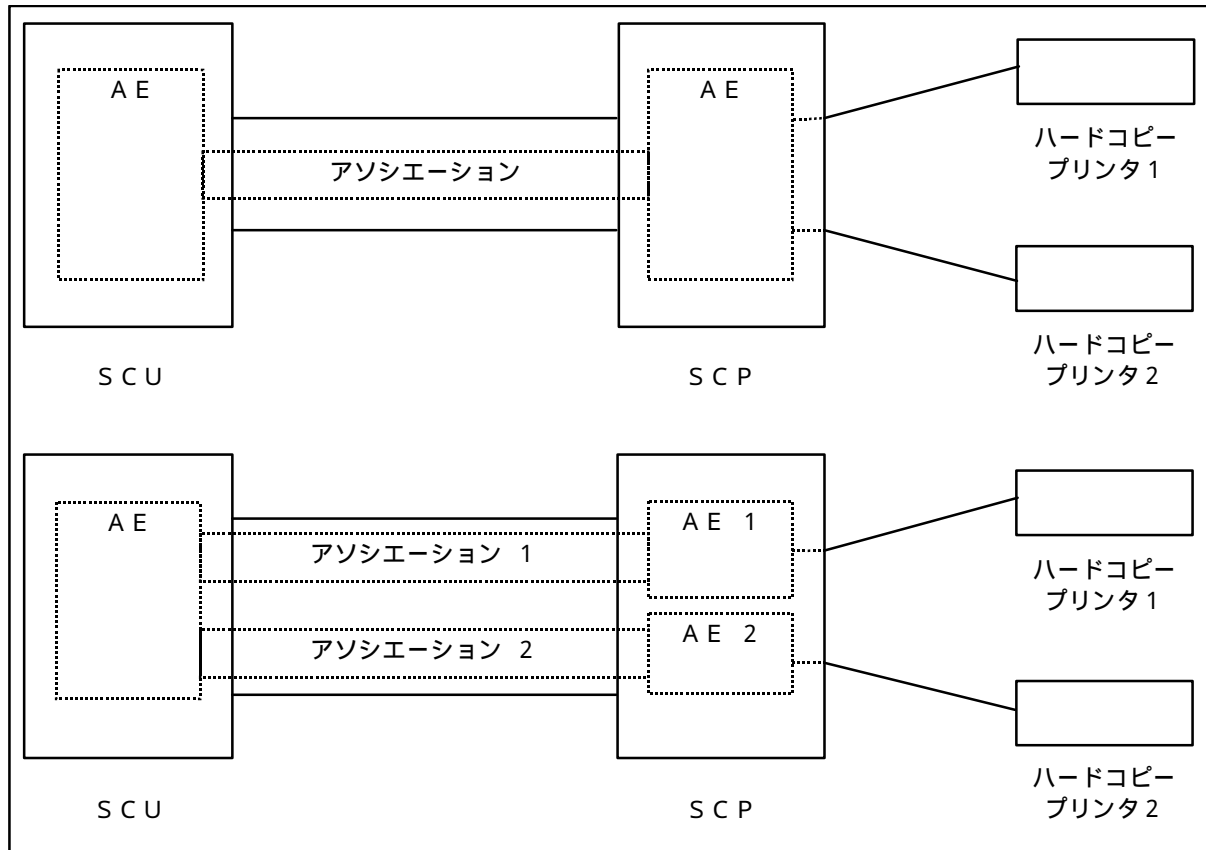 AE
AE
アソシエーション
ハードコピー
プリンタ1
ハードコピー
プリンタ2
SCU
SCP
AE
AE 1
アソシエーション 1
ハードコピー
プリンタ1
AE 2
アソシエーション 2
ハードコピー
プリンタ2
SCU
SCP